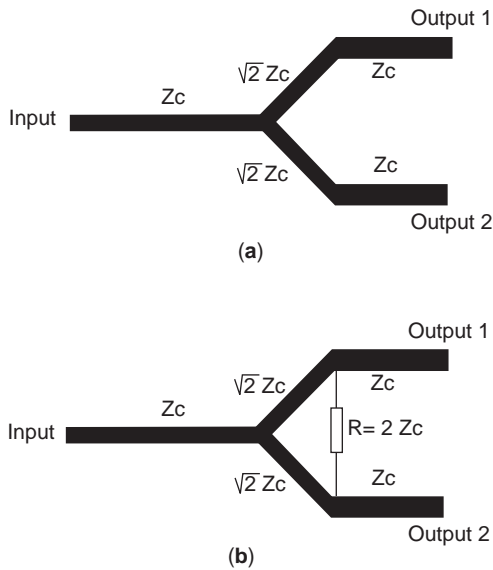 Output 1
√2 Zc
Zc
Zc
Input
Zc
√2 Zc
Output 2
(a)
Output 1
√2 Zc
Zc
Zc
Input
R= 2 Zc
Zc
√2 Zc
Output 2
(b)